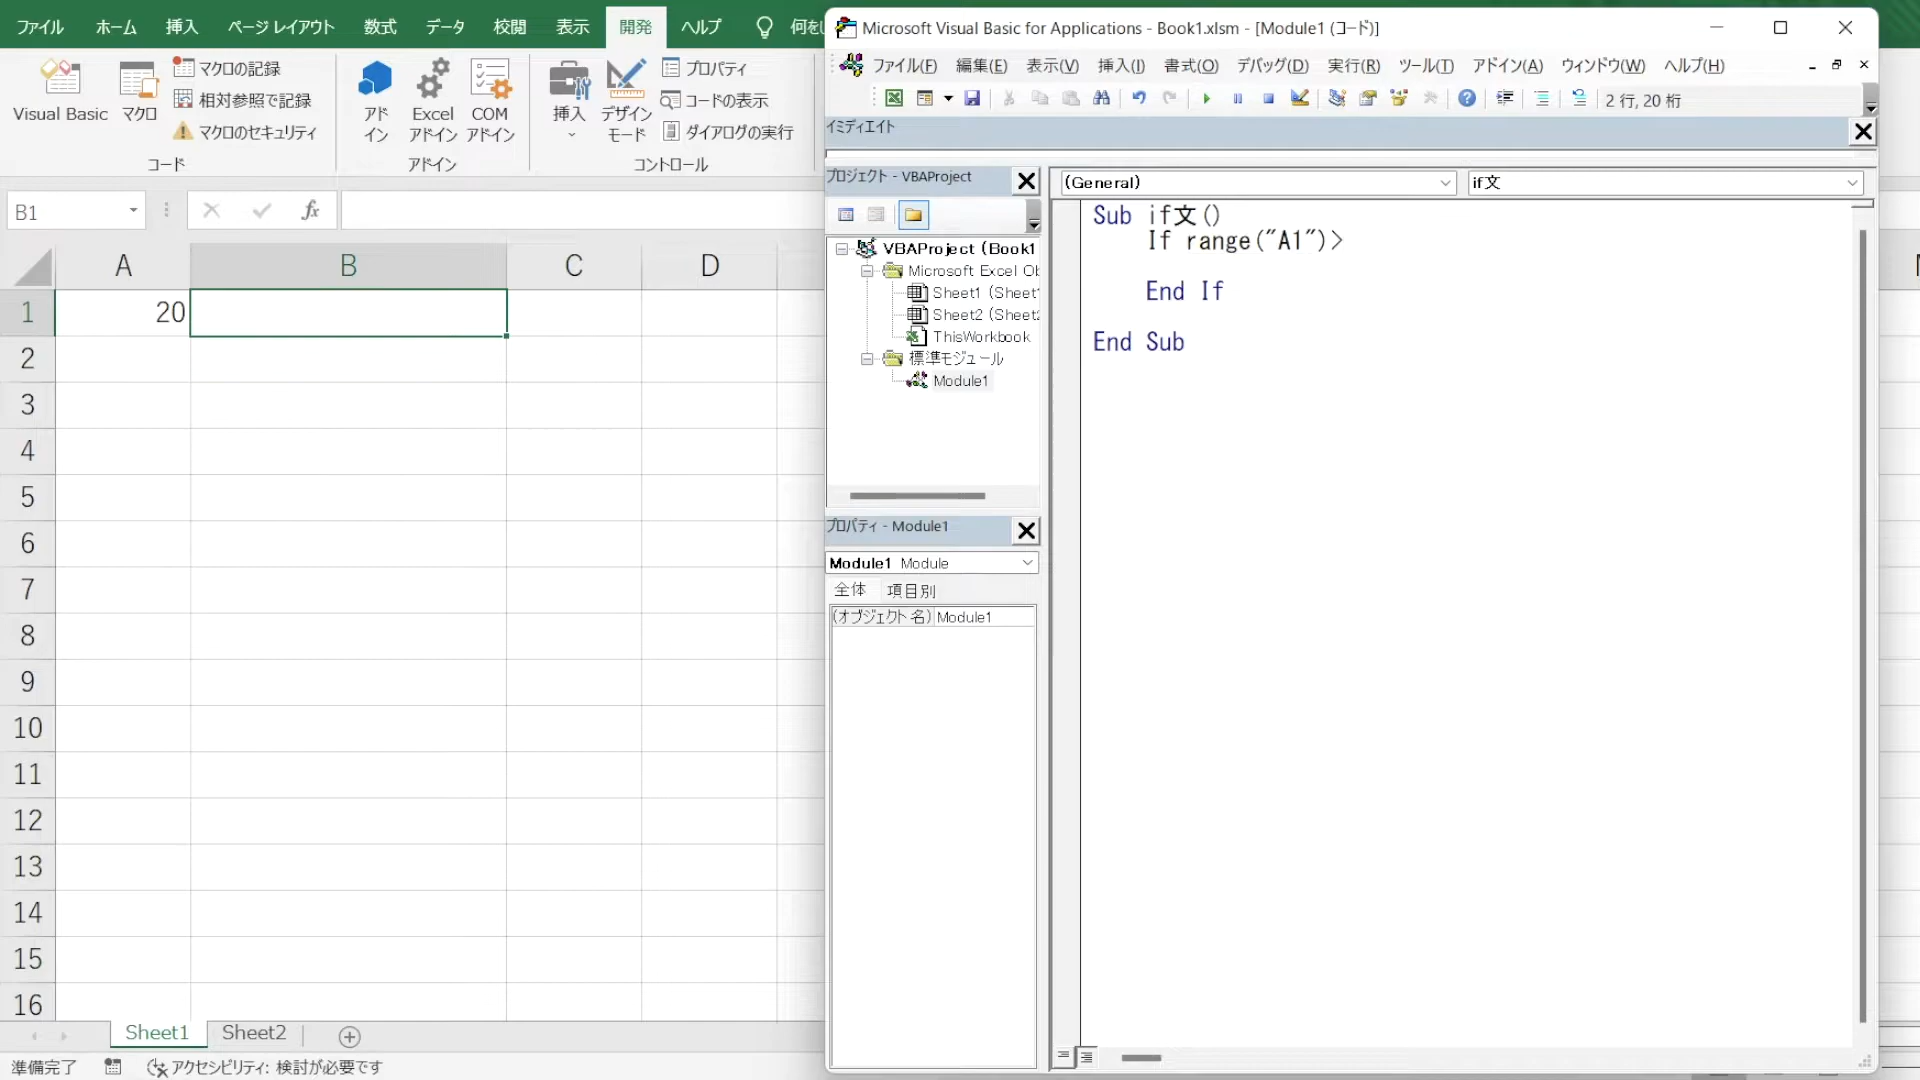 ファイル ホーム 挿入 ページ レイアウト 数式 データ 校閲 表示 開発 ヘルプ
Visual Basic
マクロ
マクロの記録
相対参照で記録
マクロのセキュリティ
コード
アド
イン
Excel
アドイン
COM
アドイン
アドイン
挿入
デザイン
モード
プロパティ
コードの表示
ダイアログの実行
コントロール
B1
fx
A B C D
1 20
2
3
4
5
6
7
8
9
10
11
12
13
14
15
16
Sheet1 Sheet2
準備完了 アクセシビリティ: 検討が必要です
Microsoft Visual Basic for Applications - Book1.xlsm - [Module1 (コード)]
ファイル(F) 編集(E) 表示(V) 挿入(I) 書式(O) デバッグ(D) 実行(R) ツール(T) アドイン(A) ウィンドウ(W) ヘルプ(H)
2 行, 20 桁
イミディエイト
プロジェクト - VBAProject
VBAProject (Book1
Microsoft Excel Ob
Sheet1 (Sheet1
Sheet2 (Sheet2
ThisWorkbook
標準モジュール
Module1
プロパティ - Module1
Module1 Module
全体 項目別
(オブジェクト名) Module1
(General) if文
Sub if文()
If range("A1")>
End If
End Sub